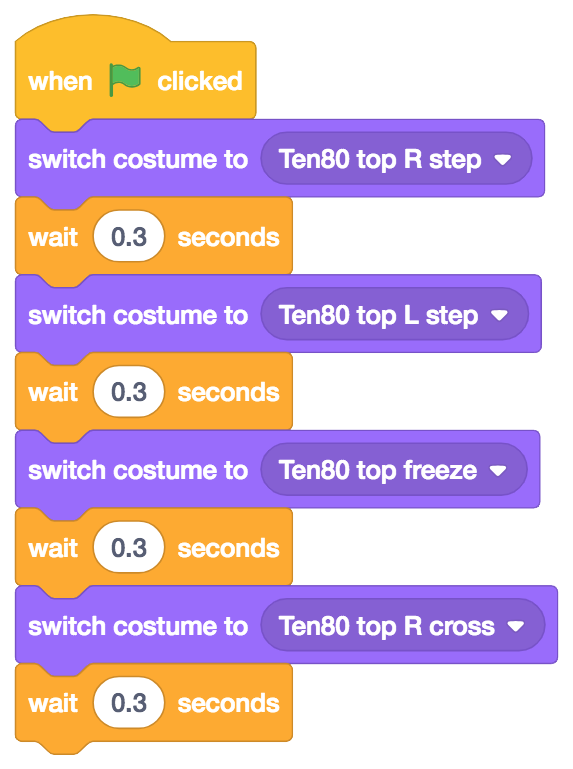 when clicked
switch costume to Ten80 top R step
wait 0.3 seconds
switch costume to Ten80 top L step
wait 0.3 seconds
switch costume to Ten80 top freeze
wait 0.3 seconds
switch costume to Ten80 top R cross
wait 0.3 seconds